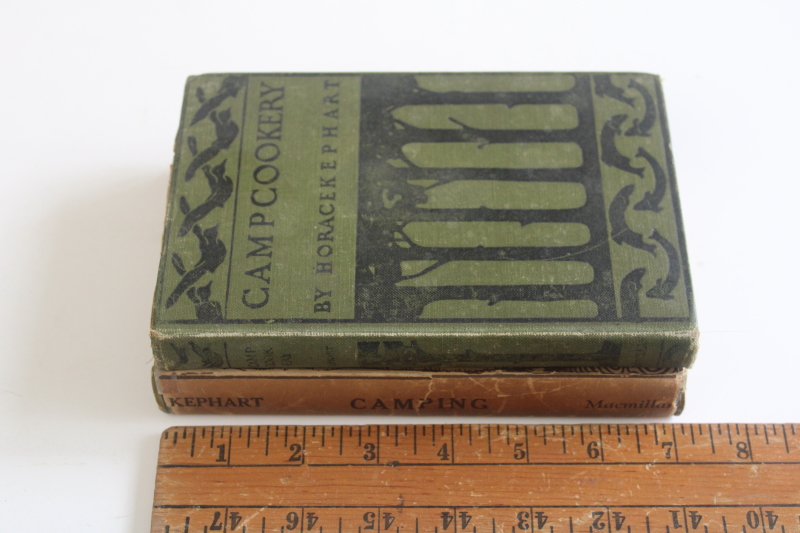 CAMP COOKERY
BY HORACE KEPHART
KEPHART CAMPING Macmillan
1 2 3 4 5 6 7 8
47 46 45 44 43 42 41 40